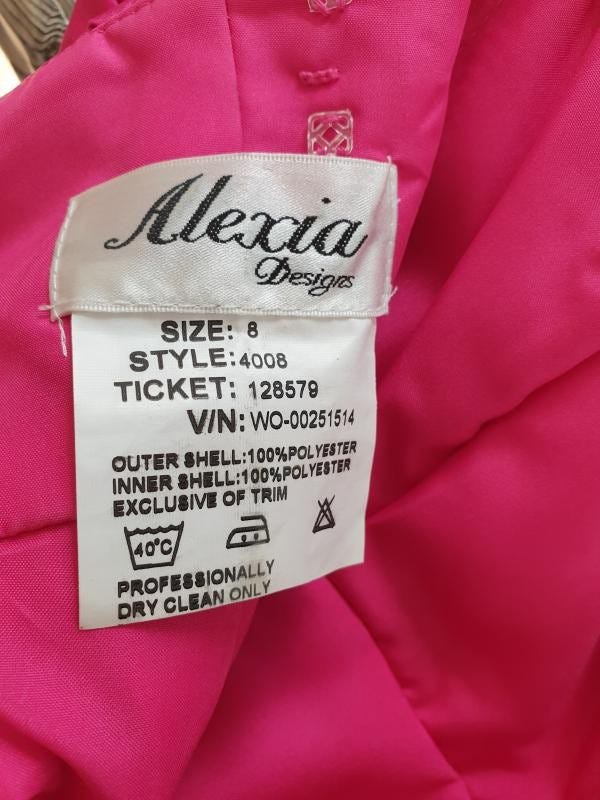 Alexia
Designs
SIZE: 8
STYLE: 4008
TICKET: 128579
V/N: WO-00251514
OUTER SHELL:100%POLYESTER
INNER SHELL:100%POLYESTER
EXCLUSIVE OF TRIM
40°C
PROFESSIONALLY
DRY CLEAN ONLY